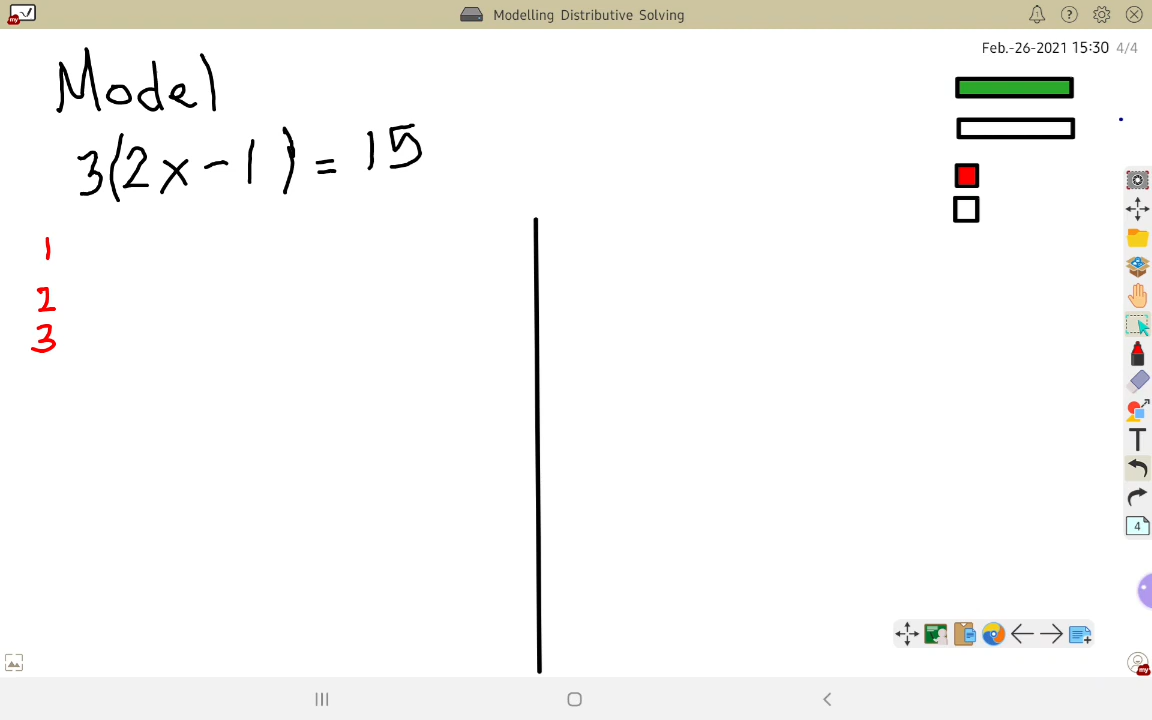 Modelling Distributive Solving
Feb.-26-2021 15:30 4/4
Model
3(2x-1)=15
1
2
3
T
4